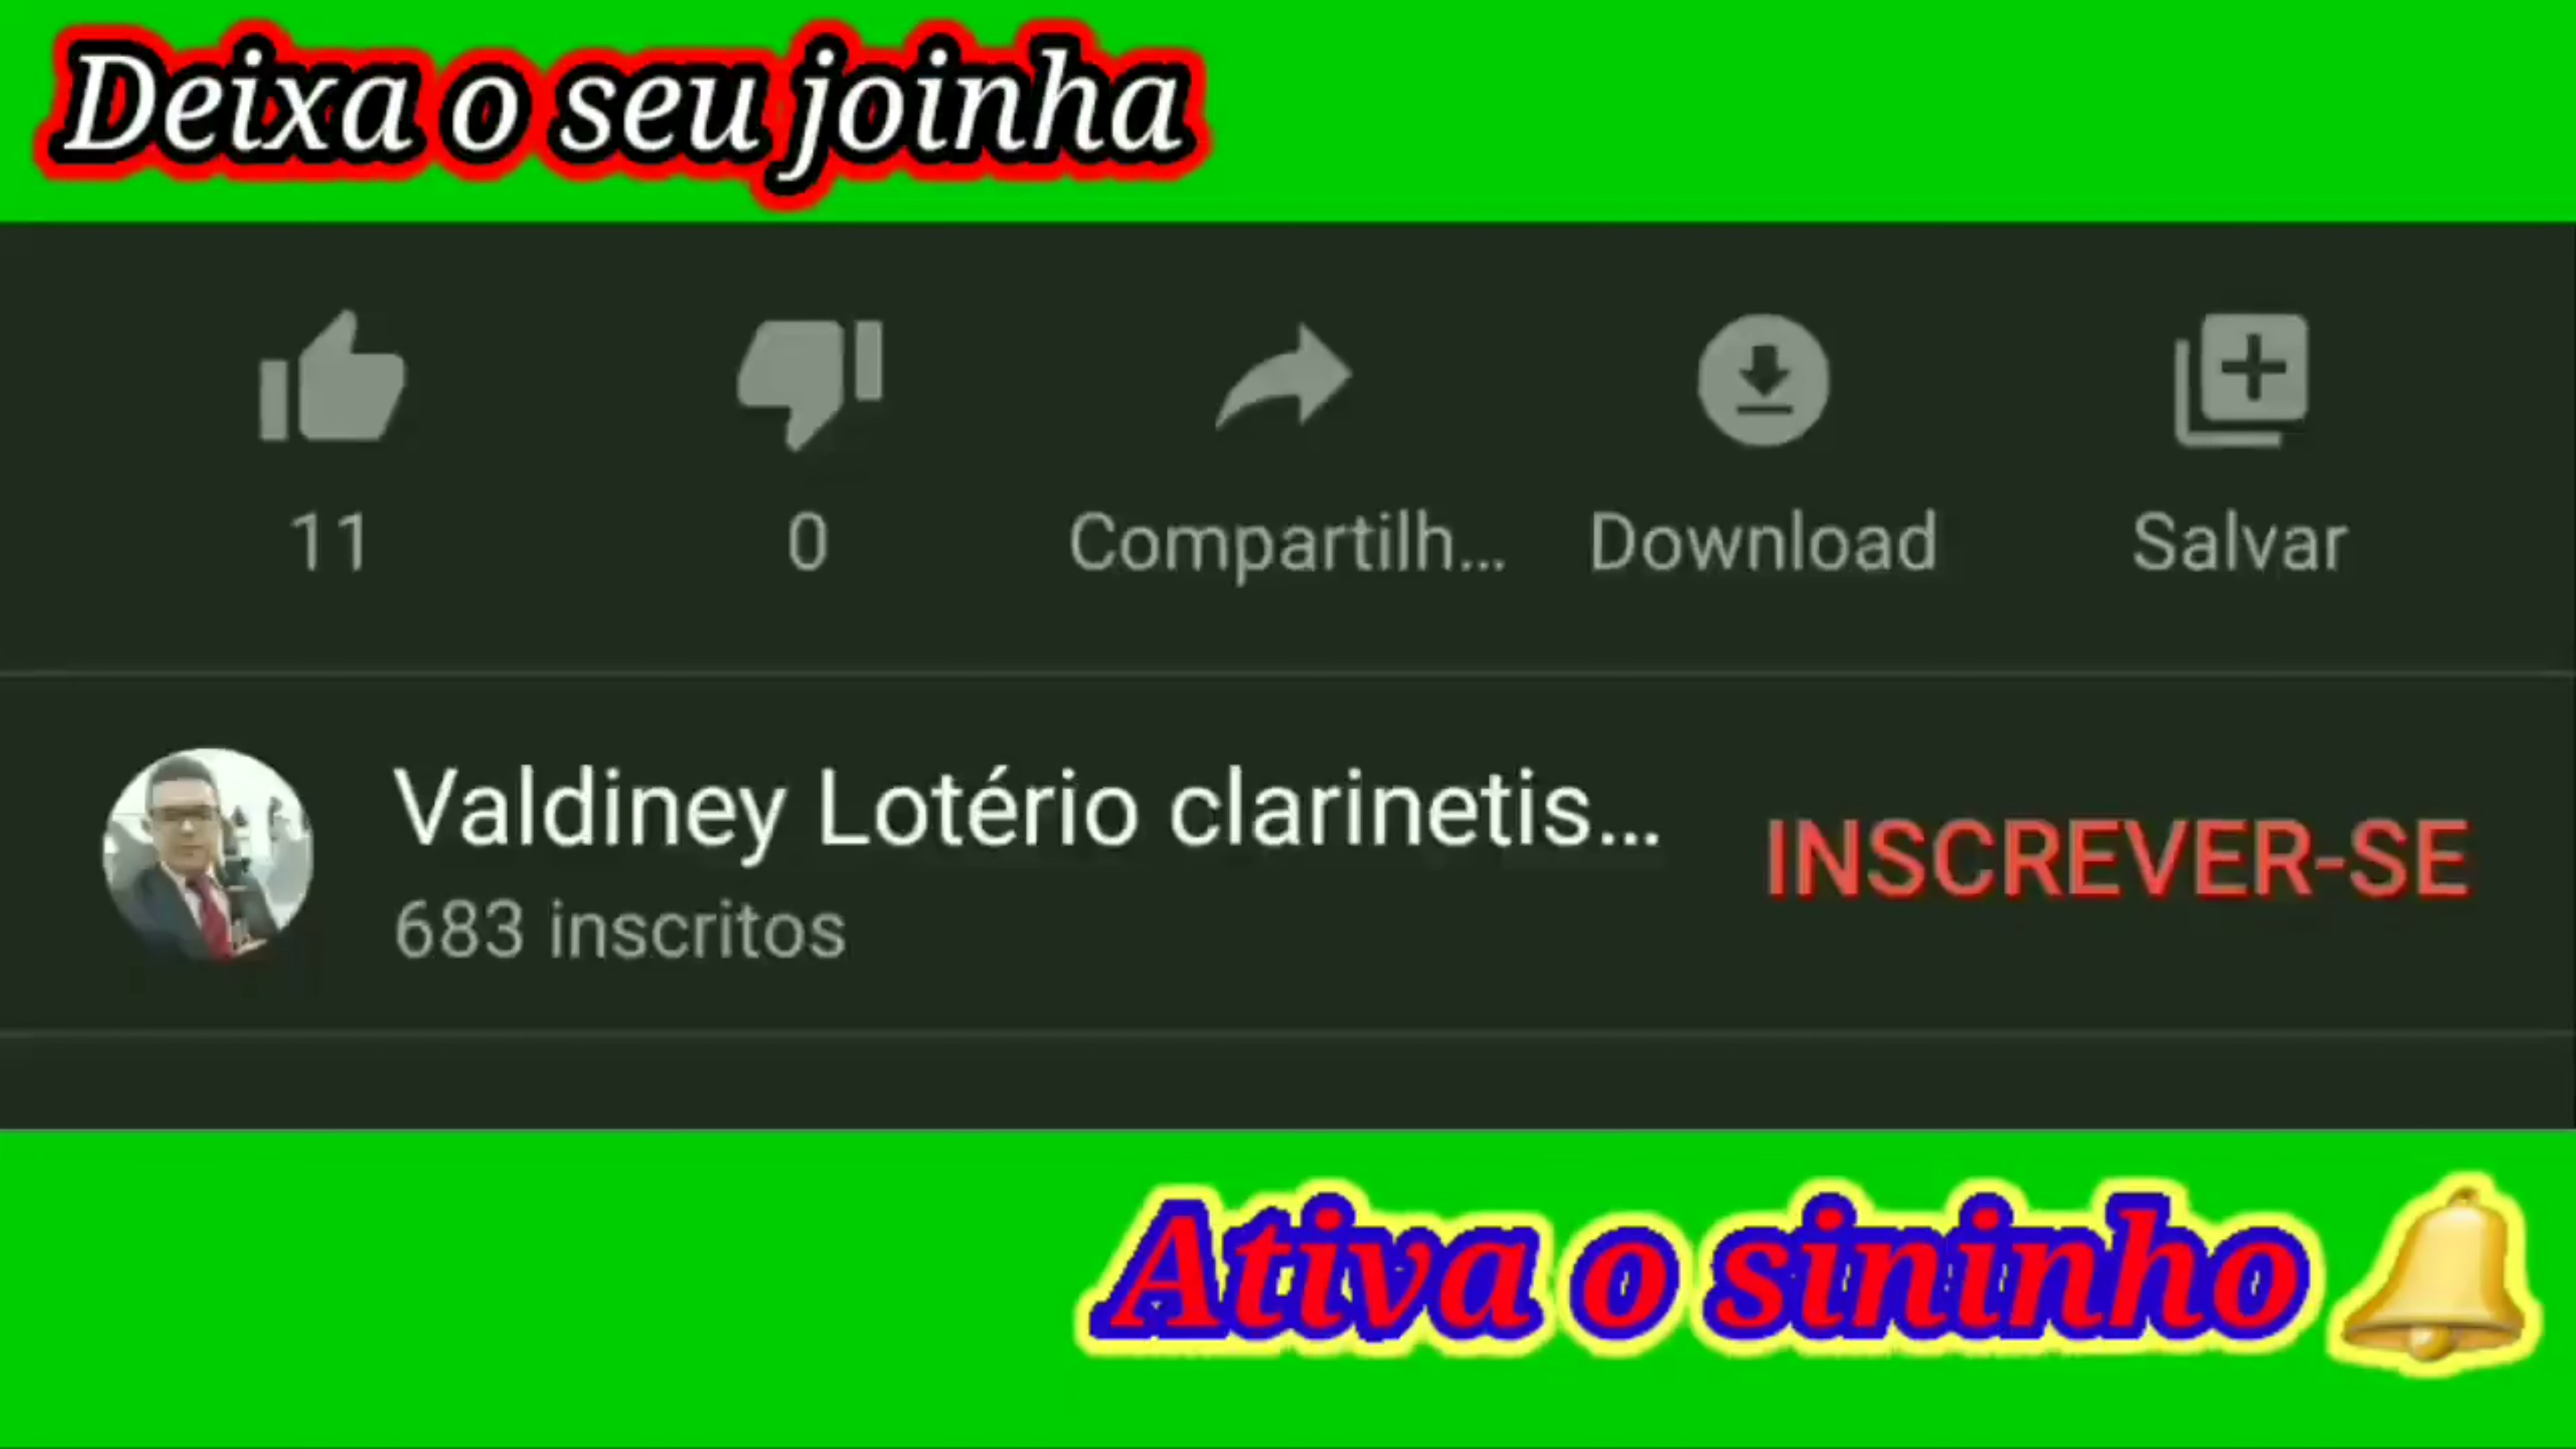 Deixa o seu joinha
11 0 Compartilh... Download Salvar
Valdiney Lotério clarinetis... INSCREVER-SE
683 inscritos
Ativa o sininho